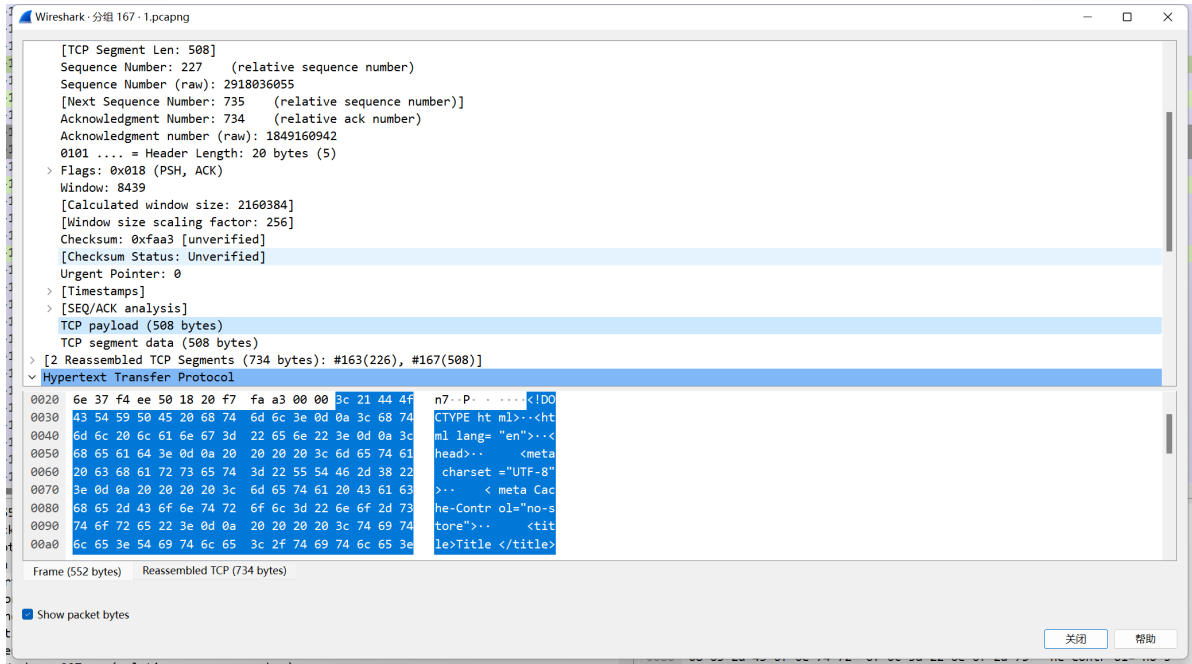 Wireshark · 分组 167 · 1.pcapng
[TCP Segment Len: 508]
Sequence Number: 227    (relative sequence number)
Sequence Number (raw): 2918036055
[Next Sequence Number: 735    (relative sequence number)]
Acknowledgment Number: 734    (relative ack number)
Acknowledgment number (raw): 1849160942
0101 .... = Header Length: 20 bytes (5)
Flags: 0x018 (PSH, ACK)
Window: 8439
[Calculated window size: 2160384]
[Window size scaling factor: 256]
Checksum: 0xfaa3 [unverified]
[Checksum Status: Unverified]
Urgent Pointer: 0
[Timestamps]
[SEQ/ACK analysis]
TCP payload (508 bytes)
TCP segment data (508 bytes)
[2 Reassembled TCP Segments (734 bytes): #163(226), #167(508)]
Hypertext Transfer Protocol
0020 6e 37 f4 ee 50 18 20 f7 fa a3 00 00 3c 21 44 4f n7··P· · ····<!DO
0030 43 54 59 50 45 20 68 74 6d 6c 3e 0d 0a 3c 68 74 CTYPE ht ml>··<ht
0040 6d 6c 20 6c 61 6e 67 3d 22 65 6e 22 3e 0d 0a 3c ml lang= "en">··<
0050 68 65 61 64 3e 0d 0a 20 20 20 20 3c 6d 65 74 61 head>··     <meta
0060 20 63 68 61 72 73 65 74 3d 22 55 54 46 2d 38 22 charset ="UTF-8"
0070 3e 0d 0a 20 20 20 20 3c 6d 65 74 61 20 43 61 63 >··    < meta Cac
0080 68 65 2d 43 6f 6e 74 72 6f 6c 3d 22 6e 6f 2d 73 he-Contr ol="no-s
0090 74 6f 72 65 22 3e 0d 0a 20 20 20 20 3c 74 69 74 tore">··     <tit
00a0 6c 65 3e 54 69 74 6c 65 3c 2f 74 69 74 6c 65 3e le>Title </title>
Frame (552 bytes) Reassembled TCP (734 bytes)
Show packet bytes
关闭 帮助